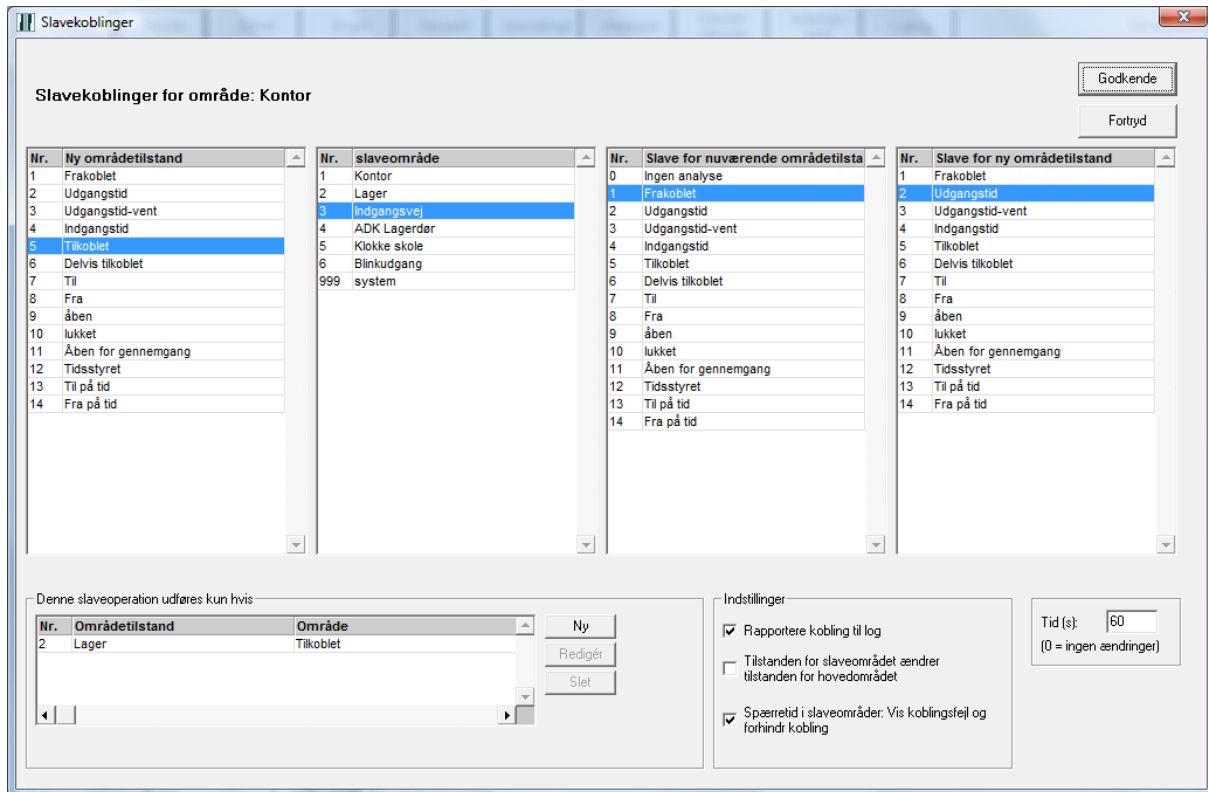 Slavekoblinger
Slavekoblinger for område: Kontor
Godkende
Fortryd
Nr. Ny områdetilstand
1 Frakoblet
2 Udgangstid
3 Udgangstid-vent
4 Indgangstid
5 Tilkoblet
6 Delvis tilkoblet
7 Til
8 Fra
9 åben
10 lukket
11 Åben for gennemgang
12 Tidsstyret
13 Til på tid
14 Fra på tid
Nr. slaveområde
1 Kontor
2 Lager
3 Indgangsvej
4 ADK Lagerdør
5 Klokke skole
6 Blinkudgang
999 system
Nr. Slave for nuværende områdetilsta
0 Ingen analyse
1 Frakoblet
2 Udgangstid
3 Udgangstid-vent
4 Indgangstid
5 Tilkoblet
6 Delvis tilkoblet
7 Til
8 Fra
9 åben
10 lukket
11 Åben for gennemgang
12 Tidsstyret
13 Til på tid
14 Fra på tid
Nr. Slave for ny områdetilstand
1 Frakoblet
2 Udgangstid
3 Udgangstid-vent
4 Indgangstid
5 Tilkoblet
6 Delvis tilkoblet
7 Til
8 Fra
9 åben
10 lukket
11 Åben for gennemgang
12 Tidsstyret
13 Til på tid
14 Fra på tid
Denne slaveoperation udføres kun hvis
Nr. Områdetilstand Område
2 Lager Tilkoblet
Ny
Redigér
Slet
Indstillinger
Rapportere kobling til log
Tilstanden for slaveområdet ændrer
tilstanden for hovedområdet
Spærretid i slaveområder: Vis koblingsfejl og
forhindr kobling
Tid (s): 60
(0 = ingen ændringer)